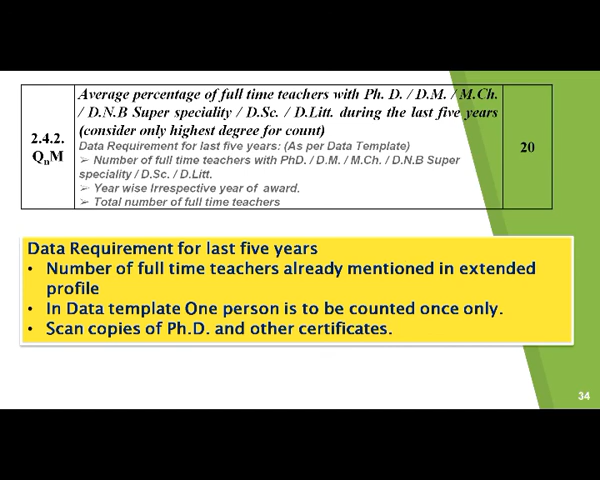 2.4.2.
QnM
Average percentage of full time teachers with Ph. D. / D.M. / M.Ch.
/ D.N.B Super speciality / D.Sc. / D.Litt. during the last five years
(consider only highest degree for count)
Data Requirement for last five years: (As per Data Template)
➢ Number of full time teachers with PhD. / D.M. / M.Ch. / D.N.B Super
speciality / D.Sc. / D.Litt.
➢ Year wise Irrespective year of award.
➢ Total number of full time teachers
20
Data Requirement for last five years
• Number of full time teachers already mentioned in extended
profile
• In Data template One person is to be counted once only.
• Scan copies of Ph.D. and other certificates.
34